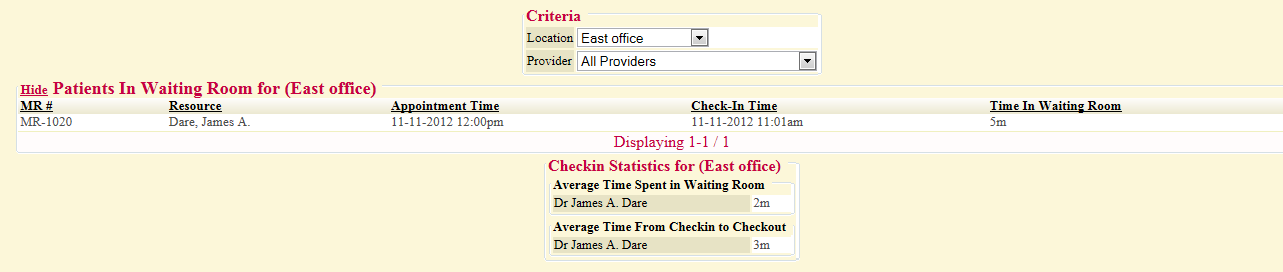 Criteria
Location East office
Provider All Providers
Hide Patients In Waiting Room for (East office)
MR # Resource Appointment Time Check-In Time Time In Waiting Room
MR-1020 Dare, James A. 11-11-2012 12:00pm 11-11-2012 11:01am 5m
Displaying 1-1 / 1
Checkin Statistics for (East office)
Average Time Spent in Waiting Room
Dr James A. Dare 2m
Average Time From Checkin to Checkout
Dr James A. Dare 3m